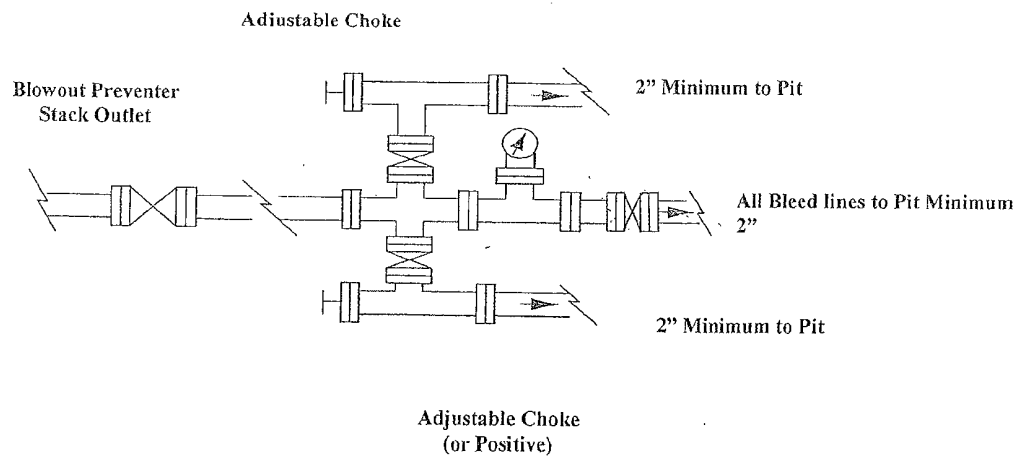 Adiustable Choke
Blowout Preventer
Stack Outlet
2” Minimum to Pit
All Bleed lines to Pit Minimum
2”
2” Minimum to Pit
Adjustable Choke
(or Positive)